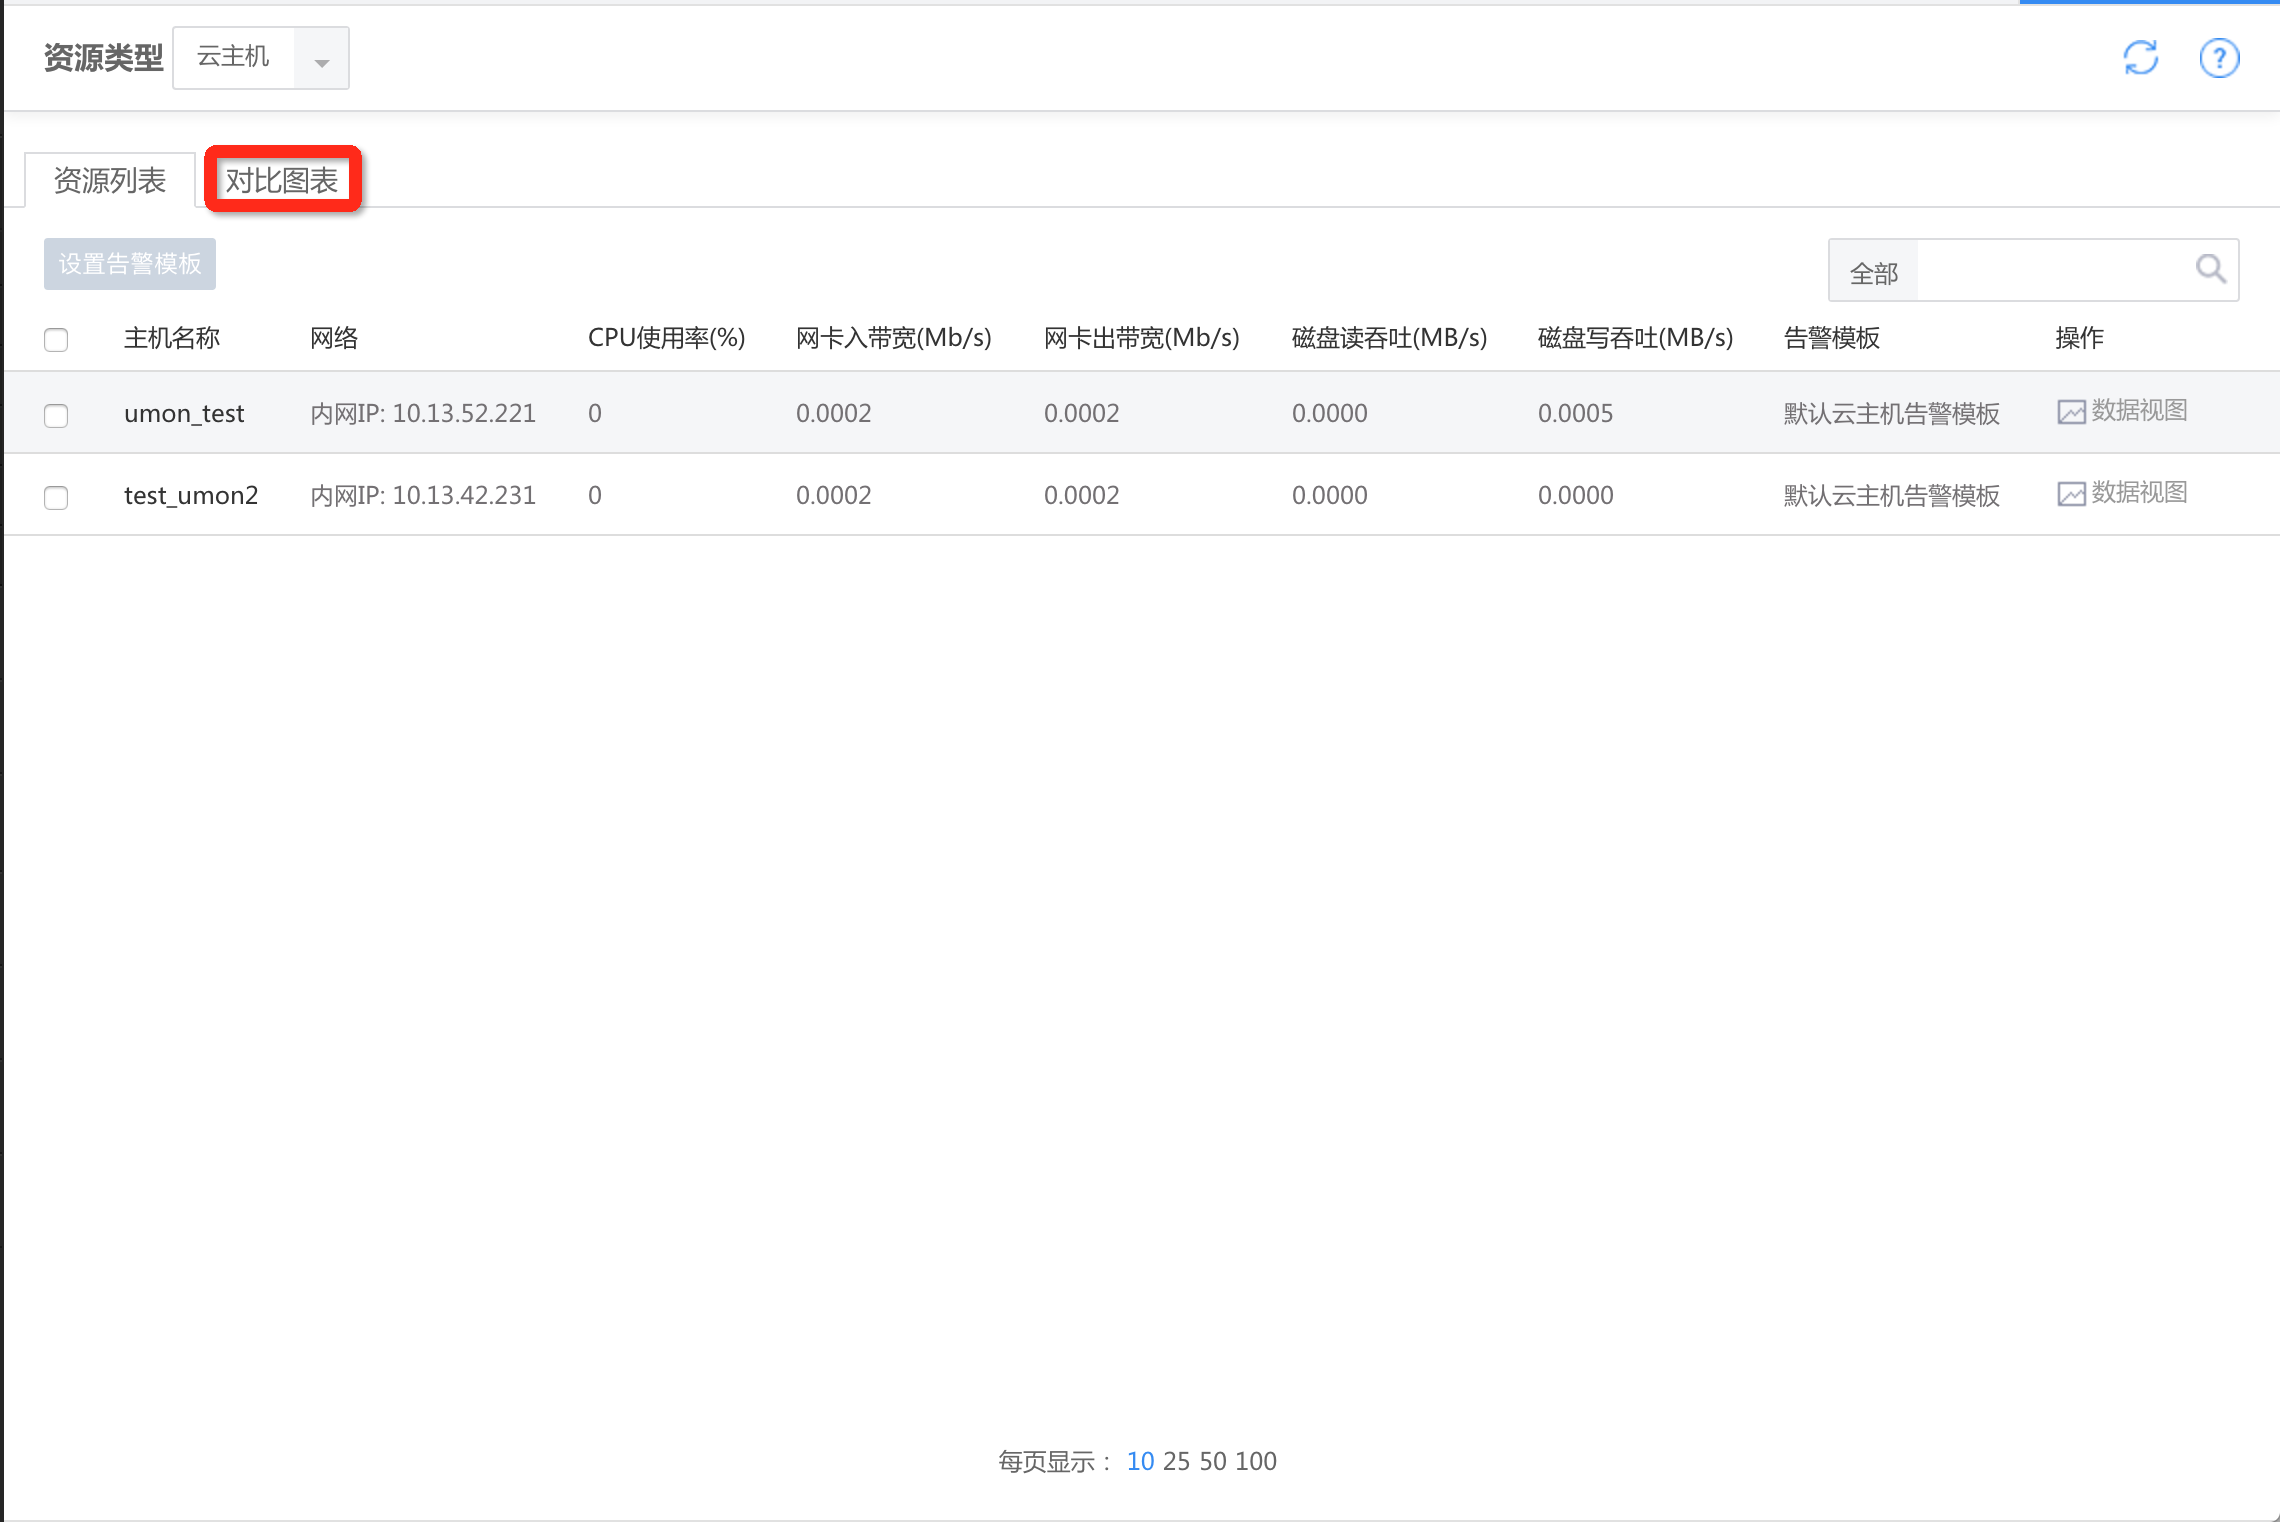 资源类型 云主机
?
资源列表 对比图表
设置告警模板 全部
主机名称 网络 CPU使用率(%) 网卡入带宽(Mb/s) 网卡出带宽(Mb/s) 磁盘读吞吐(MB/s) 磁盘写吞吐(MB/s) 告警模板 操作
umon_test 内网IP: 10.13.52.221 0 0.0002 0.0002 0.0000 0.0005 默认云主机告警模板 数据视图
test_umon2 内网IP: 10.13.42.231 0 0.0002 0.0002 0.0000 0.0000 默认云主机告警模板 数据视图
每页显示： 10 25 50 100